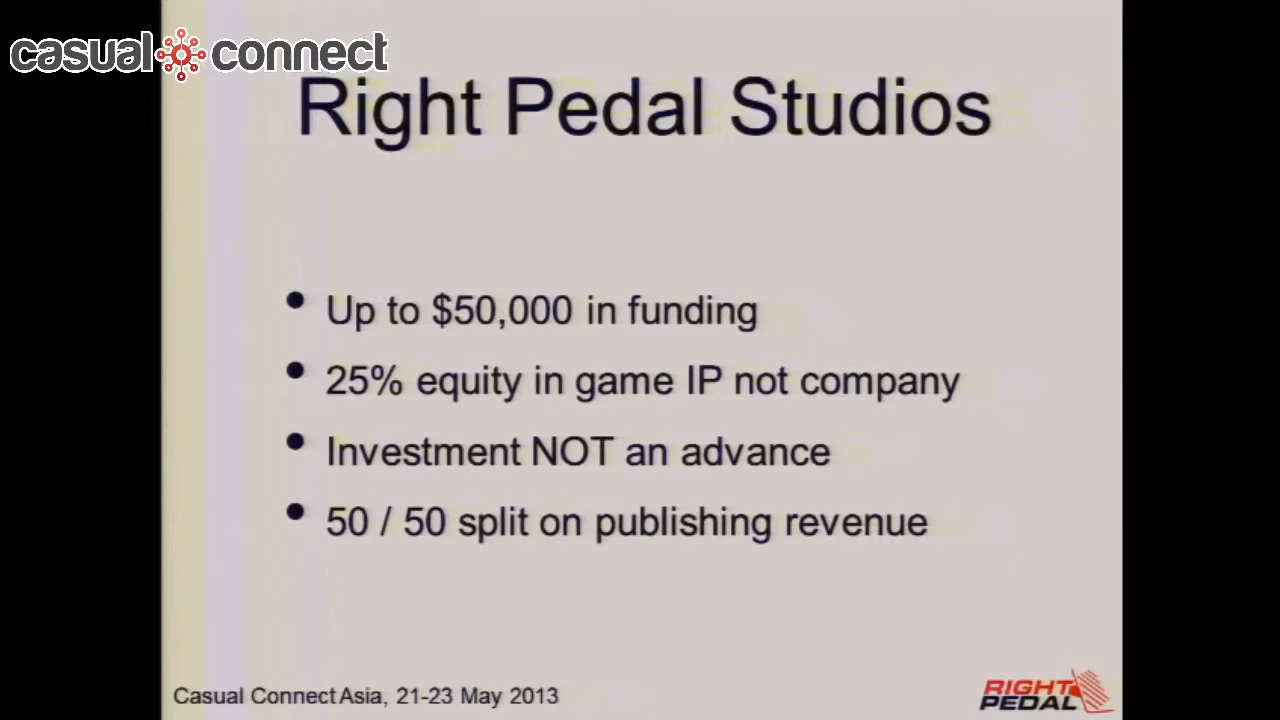 casual connect
Right Pedal Studios
• Up to $50,000 in funding
• 25% equity in game IP not company
• Investment NOT an advance
• 50 / 50 split on publishing revenue
Casual Connect Asia, 21-23 May 2013
RIGHT
PEDAL